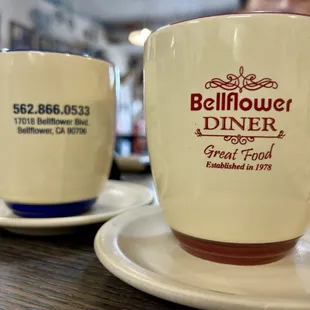 562.866.0533
17018 Bellflower Blvd.
Bellflower, CA 90706
Bellflower
DINER
Great Food
Established in 1978